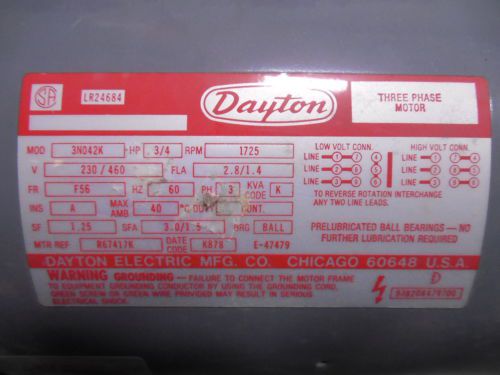 SA LR24684
Dayton
THREE PHASE
MOTOR
MOD 3N042K HP 3/4 RPM 1725
V 230/460 FLA 2.8/1.4
FR F56 HZ 60 PH 3 KVA CODE K
INS A MAX AMB 40 °C DUTY CONT.
SF 1.25 SFA 3.0/1.5 BRG BALL
MTR REF R67417K DATE CODE K878 E-47479
LOW VOLT CONN. HIGH VOLT CONN.
LINE 1 7 4 LINE 1 7 4
LINE 2 8 5 LINE 2 8 5
LINE 3 9 6 LINE 3 9 6
TO REVERSE ROTATION INTERCHANGE
ANY TWO LINE LEADS.
PRELUBRICATED BALL BEARINGS — NO
FURTHER LUBRICATION REQUIRED
DAYTON ELECTRIC MFG. CO. CHICAGO 60648 U.S.A.
WARNING GROUNDING — FAILURE TO CONNECT THE MOTOR FRAME
TO EQUIPMENT GROUNDING CONDUCTOR BY USING THE GROUNDING CORD,
GREEN SCREW OR GREEN WIRE PROVIDED MAY RESULT IN SERIOUS
ELECTRICAL SHOCK.